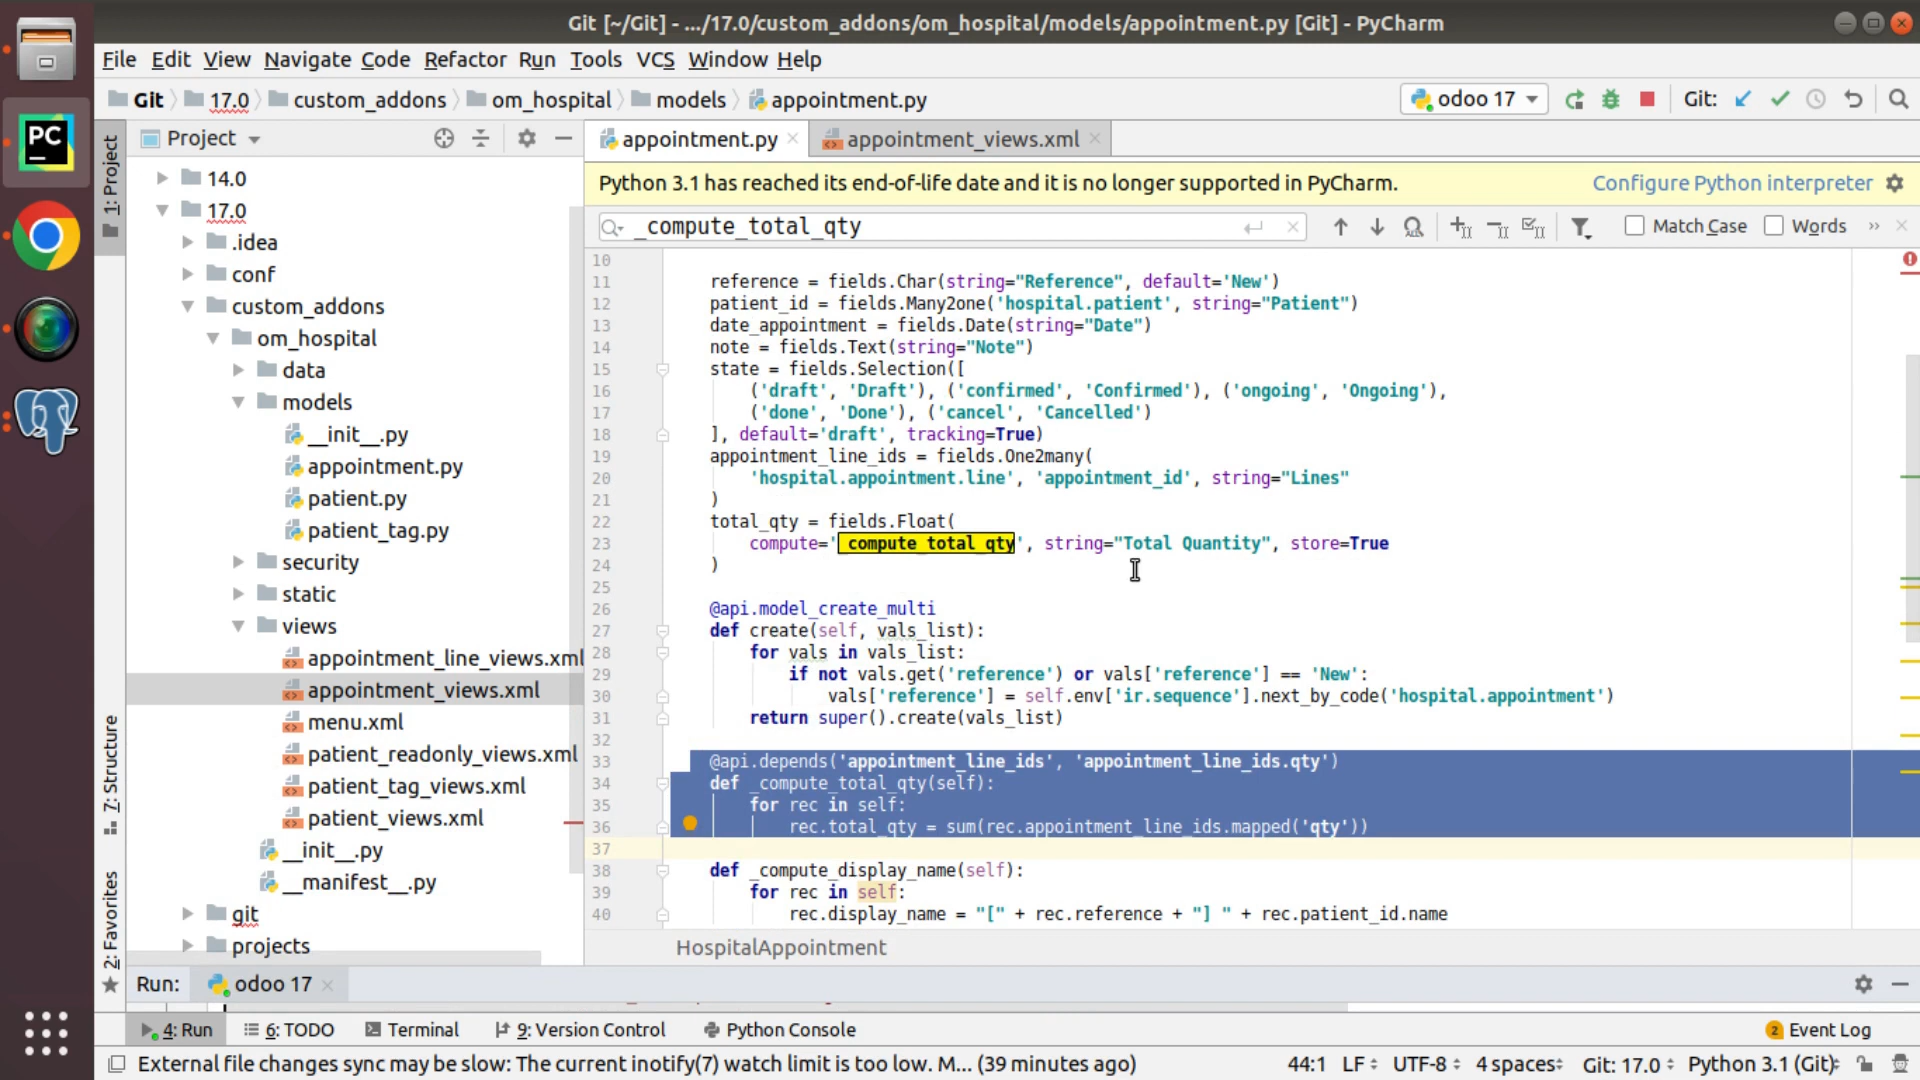 Git [~/Git] - .../17.0/custom_addons/om_hospital/models/appointment.py [Git] - PyCharm
File Edit View Navigate Code Refactor Run Tools VCS Window Help
Git 17.0 custom_addons om_hospital models appointment.py odoo 17 Git:
PC
1: Project
7: Structure
2: Favorites
Project
14.0
17.0
.idea
conf
custom_addons
om_hospital
data
models
__init__.py
appointment.py
patient.py
patient_tag.py
security
static
views
appointment_line_views.xml
appointment_views.xml
menu.xml
patient_readonly_views.xml
patient_tag_views.xml
patient_views.xml
__init__.py
__manifest__.py
git
projects
appointment.py appointment_views.xml
Python 3.1 has reached its end-of-life date and it is no longer supported in PyCharm. Configure Python interpreter
_compute_total_qty Match Case Words
10
11 reference = fields.Char(string="Reference", default='New')
12 patient_id = fields.Many2one('hospital.patient', string="Patient")
13 date_appointment = fields.Date(string="Date")
14 note = fields.Text(string="Note")
15 state = fields.Selection([
16 ('draft', 'Draft'), ('confirmed', 'Confirmed'), ('ongoing', 'Ongoing'),
17 ('done', 'Done'), ('cancel', 'Cancelled')
18 ], default='draft', tracking=True)
19 appointment_line_ids = fields.One2many(
20 'hospital.appointment.line', 'appointment_id', string="Lines"
21 )
22 total_qty = fields.Float(
23 compute='_compute_total_qty', string="Total Quantity", store=True
24 )
25
26 @api.model_create_multi
27 def create(self, vals_list):
28 for vals in vals_list:
29 if not vals.get('reference') or vals['reference'] == 'New':
30 vals['reference'] = self.env['ir.sequence'].next_by_code('hospital.appointment')
31 return super().create(vals_list)
32
33 @api.depends('appointment_line_ids', 'appointment_line_ids.qty')
34 def _compute_total_qty(self):
35 for rec in self:
36 rec.total_qty = sum(rec.appointment_line_ids.mapped('qty'))
37
38 def _compute_display_name(self):
39 for rec in self:
40 rec.display_name = "[" + rec.reference + "] " + rec.patient_id.name
HospitalAppointment
Run: odoo 17
4: Run 6: TODO Terminal 9: Version Control Python Console 2 Event Log
External file changes sync may be slow: The current inotify(7) watch limit is too low. M... (39 minutes ago) 44:1 LF UTF-8 4 spaces Git: 17.0 Python 3.1 (Git)